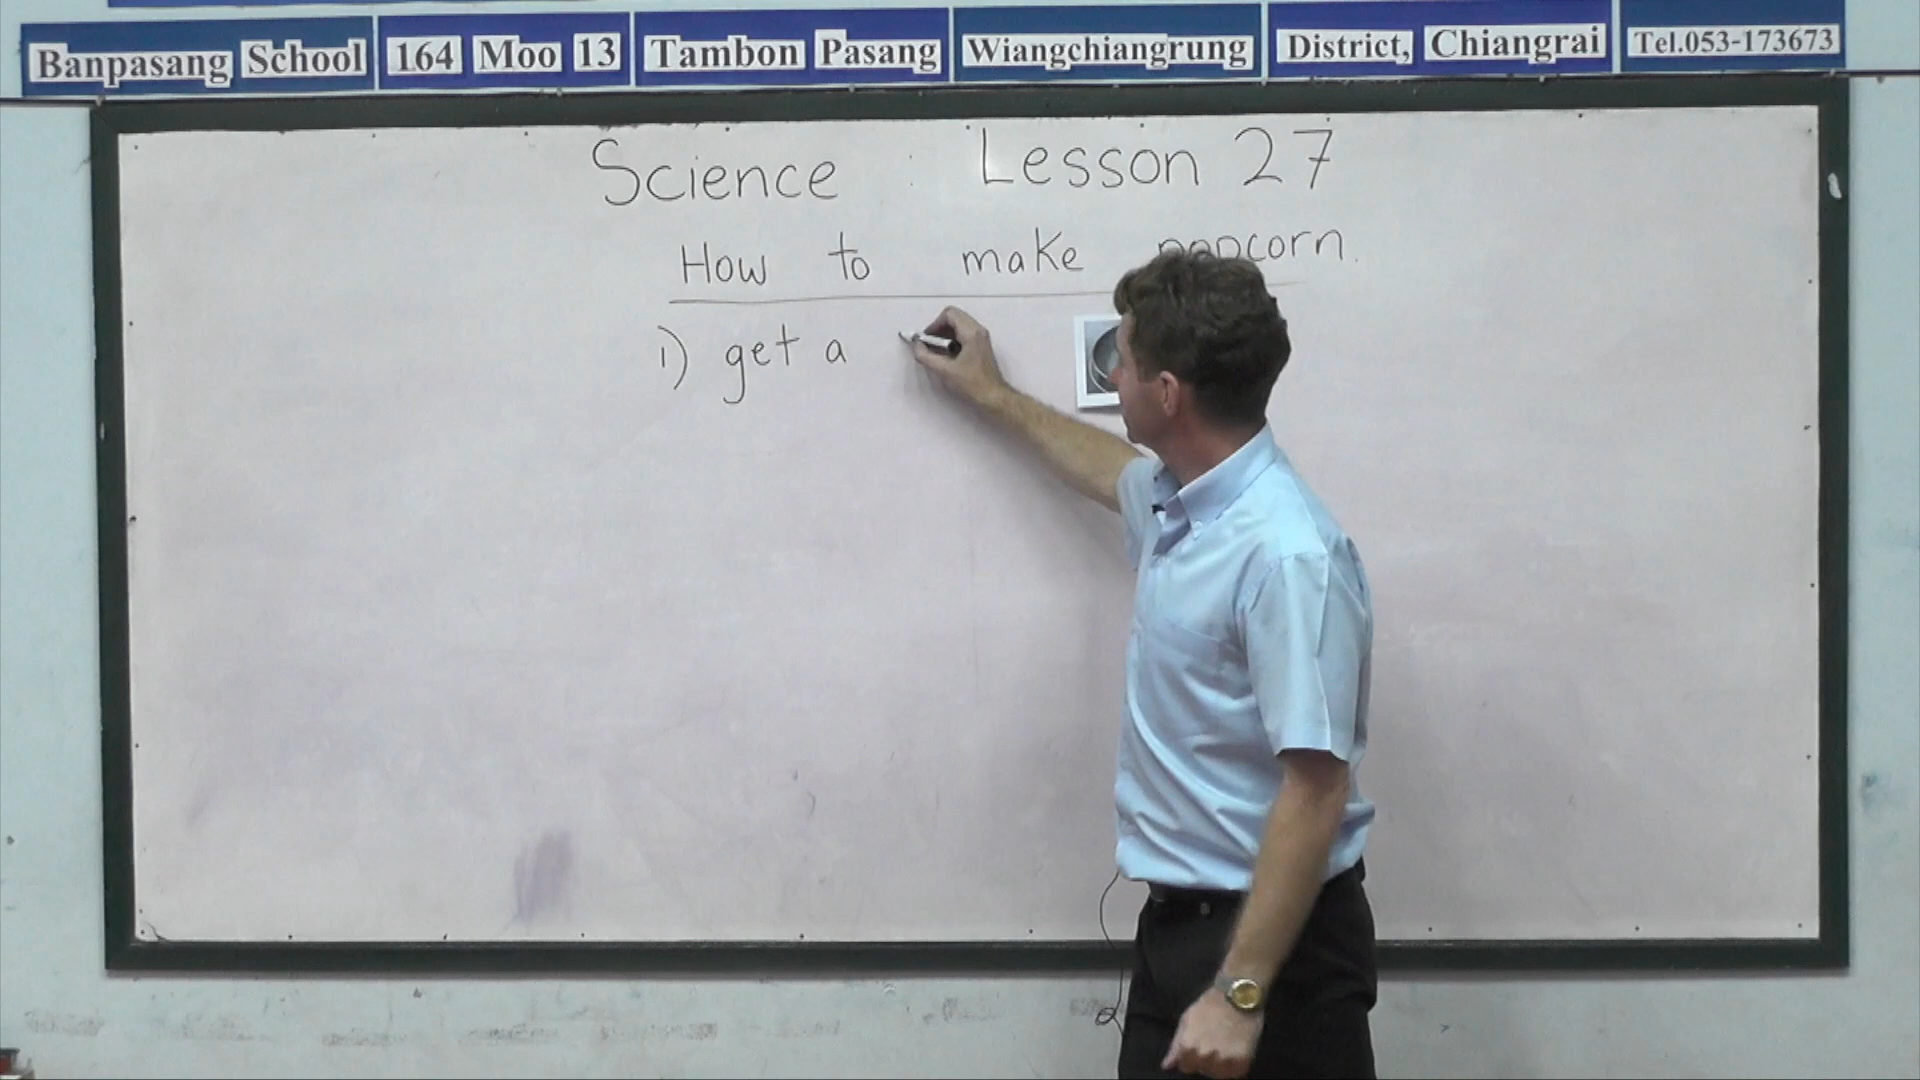 Banpasang School 164 Moo 13 Tambon Pasang Wiangchiangrung District, Chiangrai Tel.053-173673
Science : Lesson 27
How to make popcorn.
1) get a